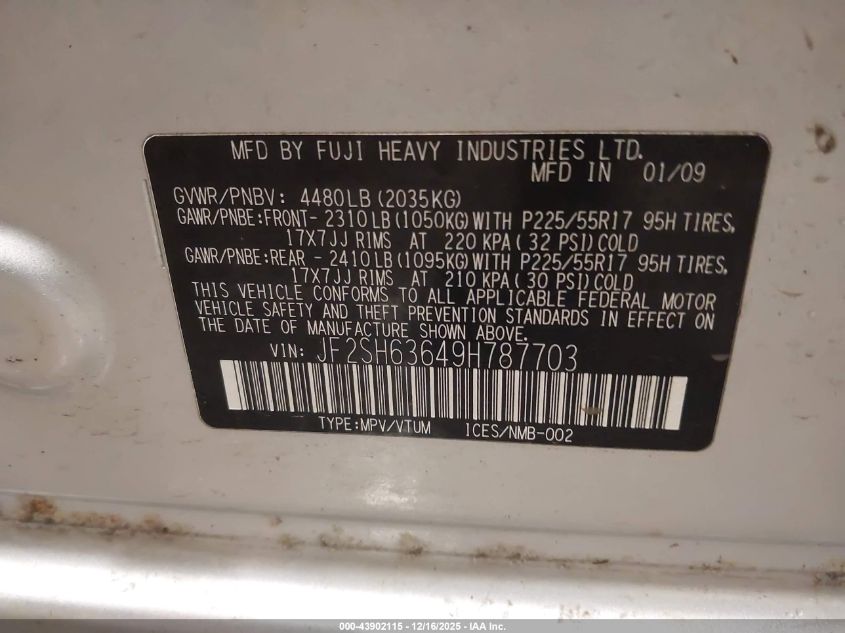 MFD BY FUJI HEAVY INDUSTRIES LTD.
MFD IN 01/09
GVWR/PNBV: 4480LB(2035KG)
GAWR/PNBE:FRONT- 2310LB(1050KG)WITH P225/55R17 95H TIRES,
17X7JJ RIMS AT 220 KPA(32 PSI)COLD
GAWR/PNBE:REAR - 2410LB(1095KG)WITH P225/55R17 95H TIRES,
17X7JJ RIMS AT 210 KPA(30 PSI)COLD
THIS VEHICLE CONFORMS TO ALL APPLICABLE FEDERAL MOTOR
VEHICLE SAFETY AND THEFT PREVENTION STANDARDS IN EFFECT ON
THE DATE OF MANUFACTURE SHOWN ABOVE.
VIN: JF2SH63649H787703
TYPE:MPV/VTUM ICES/NMB-002
000-43902115 - 12/16/2025 - IAA Inc.